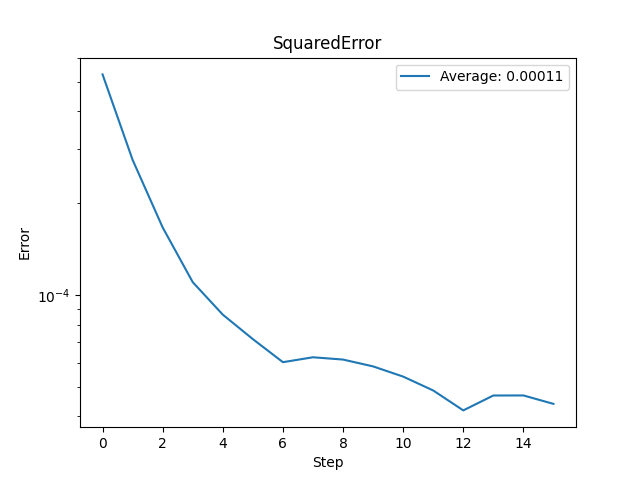 SquaredError
Average: 0.00011
Error
10⁻⁴
0 2 4 6 8 10 12 14
Step